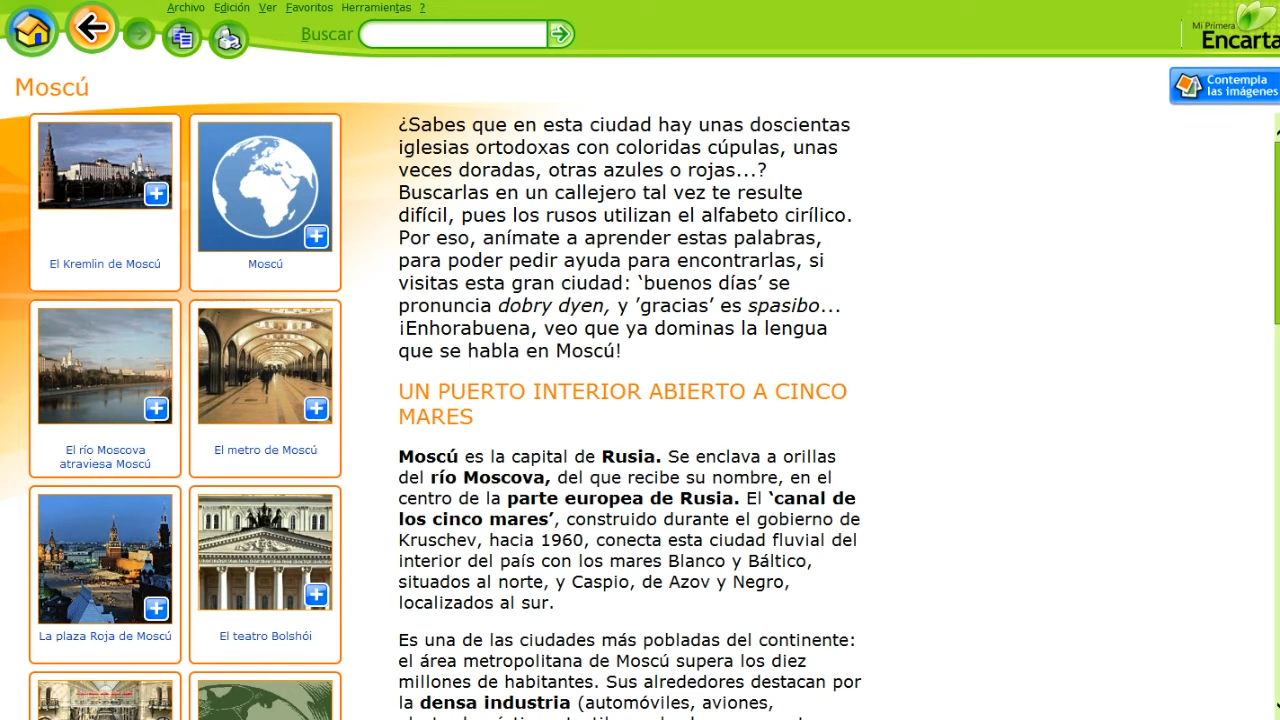 Archivo Edición Ver Favoritos Herramientas ?
Buscar
Mi Primera
Encarta
Moscú
Contempla
las imágenes
El Kremlin de Moscú
Moscú
El río Moscova
atraviesa Moscú
El metro de Moscú
La plaza Roja de Moscú
El teatro Bolshói
¿Sabes que en esta ciudad hay unas doscientas
iglesias ortodoxas con coloridas cúpulas, unas
veces doradas, otras azules o rojas...?
Buscarlas en un callejero tal vez te resulte
difícil, pues los rusos utilizan el alfabeto cirílico.
Por eso, anímate a aprender estas palabras,
para poder pedir ayuda para encontrarlas, si
visitas esta gran ciudad: ‘buenos días’ se
pronuncia dobry dyen, y ’gracias’ es spasibo...
¡Enhorabuena, veo que ya dominas la lengua
que se habla en Moscú!
UN PUERTO INTERIOR ABIERTO A CINCO
MARES
Moscú es la capital de Rusia. Se enclava a orillas
del río Moscova, del que recibe su nombre, en el
centro de la parte europea de Rusia. El ‘canal de
los cinco mares’, construido durante el gobierno de
Kruschev, hacia 1960, conecta esta ciudad fluvial del
interior del país con los mares Blanco y Báltico,
situados al norte, y Caspio, de Azov y Negro,
localizados al sur.
Es una de las ciudades más pobladas del continente:
el área metropolitana de Moscú supera los diez
millones de habitantes. Sus alrededores destacan por
la densa industria (automóviles, aviones,